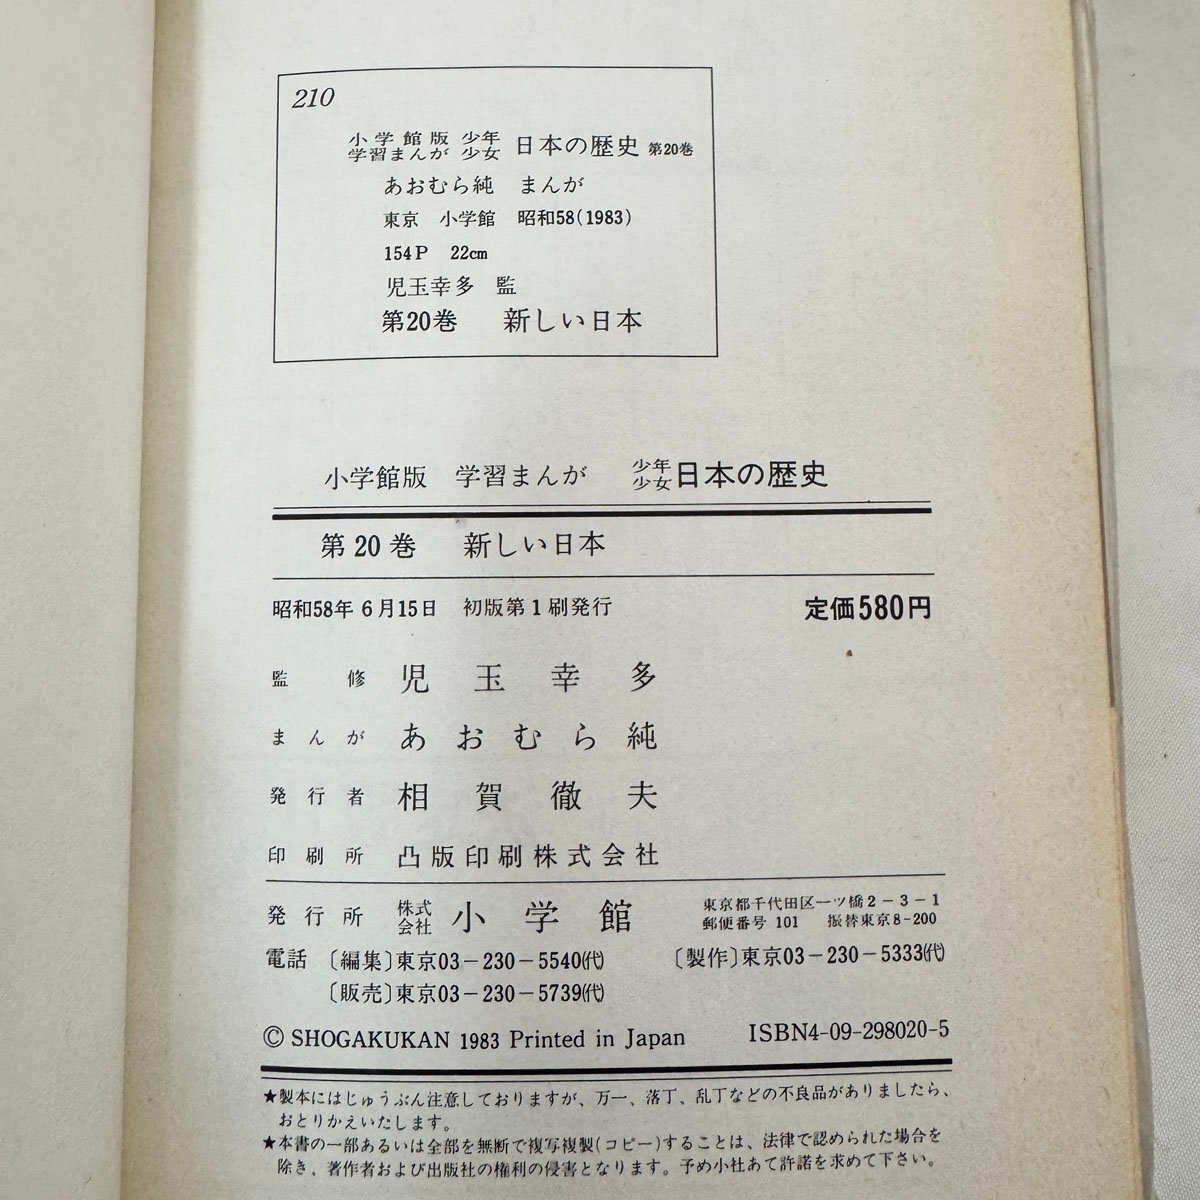 210
小学館版 少年
学習まんが 少女 日本の歴史 第20巻
あおむら純 まんが
東京 小学館 昭和58(1983)
154P 22cm
児玉幸多 監
第20巻 新しい日本
小学館版 学習まんが 少年少女日本の歴史
第20巻 新しい日本
昭和58年6月15日 初版第1刷発行 定価580円
監修 児玉幸多
まんが あおむら純
発行者 相賀徹夫
印刷所 凸版印刷株式会社
発行所 株式会社 小学館 東京都千代田区一ツ橋2-3-1
郵便番号 101 振替東京8-200
電話 〔編集〕東京03-230-5540㈹ 〔製作〕東京03-230-5333㈹
〔販売〕東京03-230-5739㈹
© SHOGAKUKAN 1983 Printed in Japan ISBN4-09-298020-5
★製本にはじゅうぶん注意しておりますが、万一、落丁、乱丁などの不良品がありましたら、
おとりかえいたします。
★本書の一部あるいは全部を無断で複写複製(コピー)することは、法律で認められた場合を
除き、著作者および出版社の権利の侵害となります。予め小社あて許諾を求めて下さい。